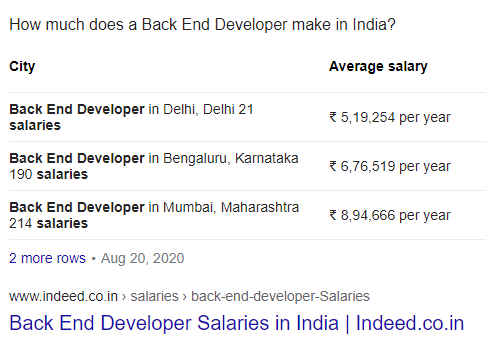 How much does a Back End Developer make in India?
City Average salary
Back End Developer in Delhi, Delhi 21
salaries
₹ 5,19,254 per year
Back End Developer in Bengaluru, Karnataka
190 salaries
₹ 6,76,519 per year
Back End Developer in Mumbai, Maharashtra
214 salaries
₹ 8,94,666 per year
2 more rows • Aug 20, 2020
www.indeed.co.in › salaries › back-end-developer-Salaries
Back End Developer Salaries in India | Indeed.co.in